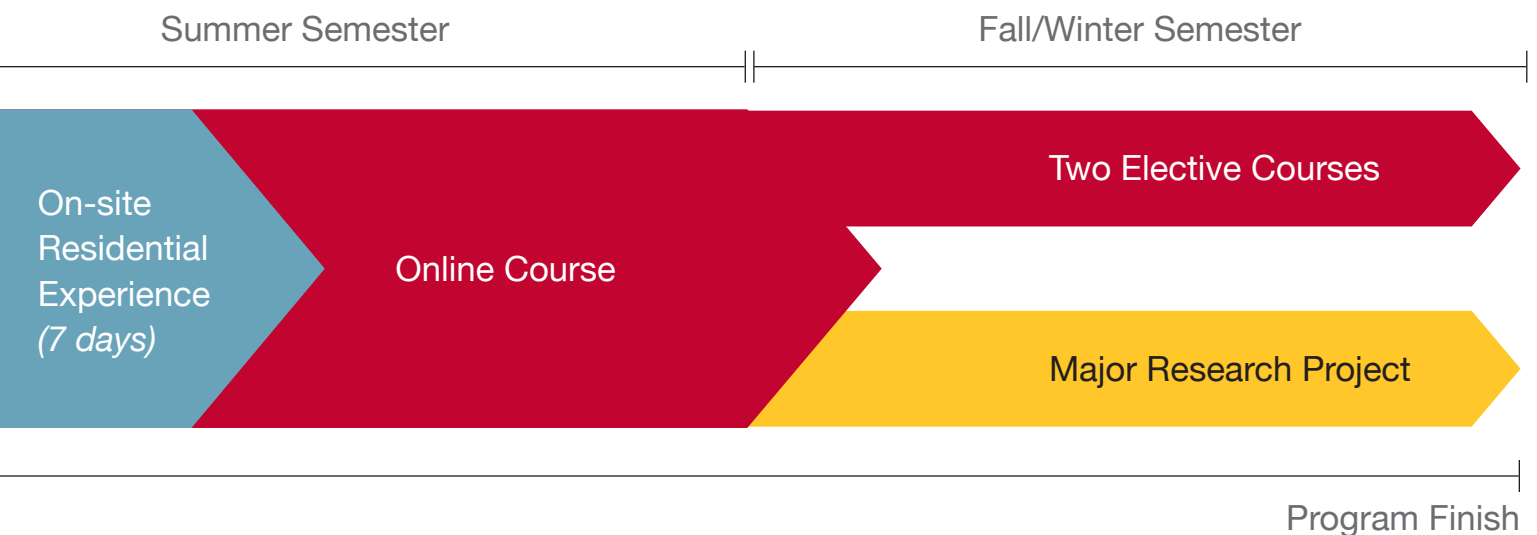 Summer Semester
Fall/Winter Semester
On-site
Residential
Experience
(7 days)
Online Course
Two Elective Courses
Major Research Project
Program Finish